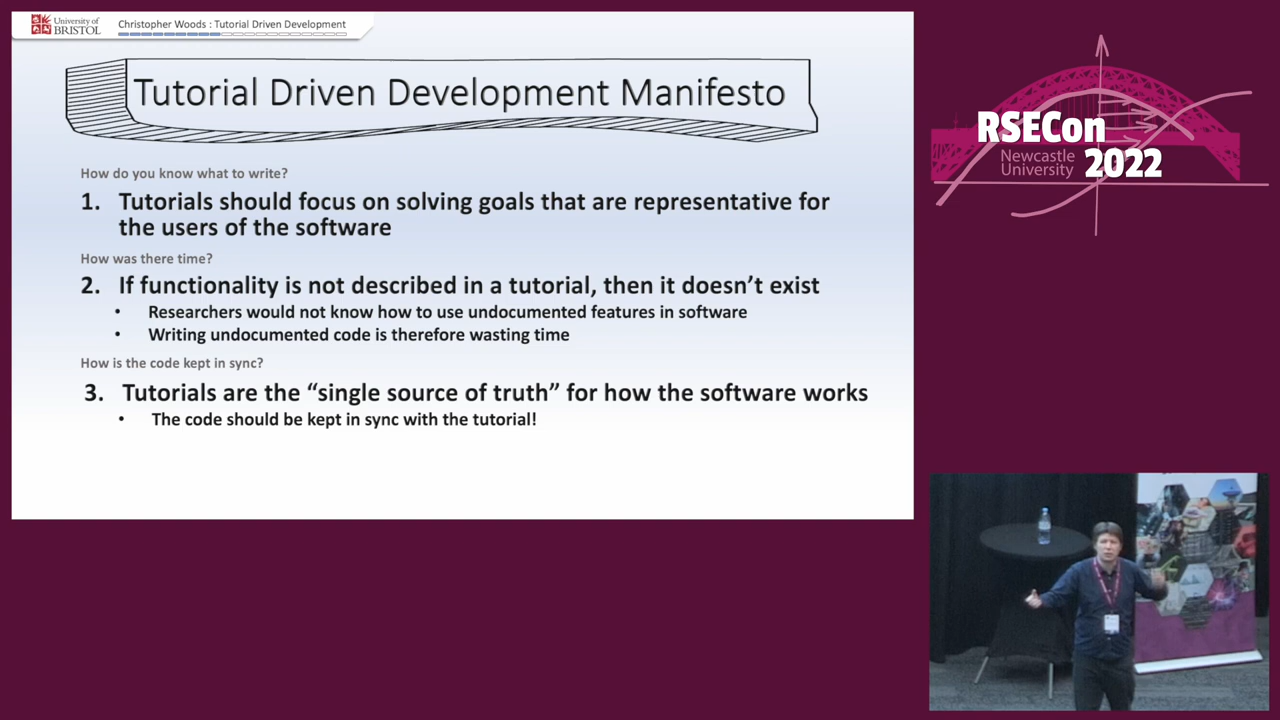 University of
BRISTOL
Christopher Woods : Tutorial Driven Development
Tutorial Driven Development Manifesto
How do you know what to write?
1. Tutorials should focus on solving goals that are representative for
the users of the software
How was there time?
2. If functionality is not described in a tutorial, then it doesn’t exist
• Researchers would not know how to use undocumented features in software
• Writing undocumented code is therefore wasting time
How is the code kept in sync?
3. Tutorials are the “single source of truth” for how the software works
• The code should be kept in sync with the tutorial!
RSECon
Newcastle
University
2022